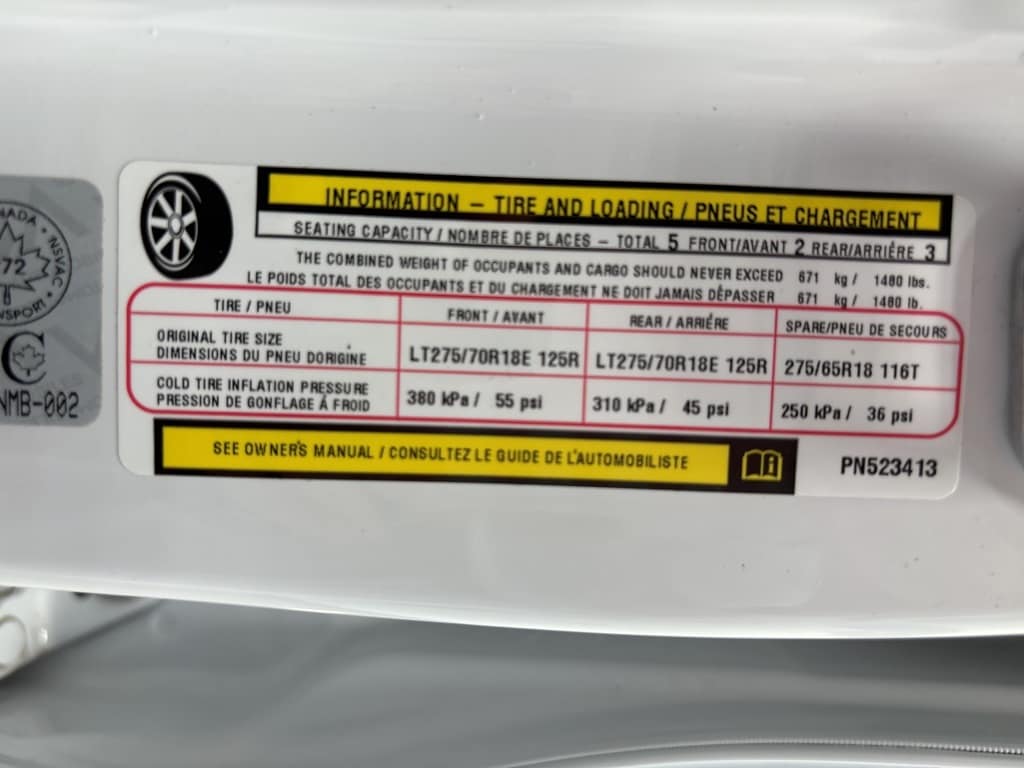 INFORMATION – TIRE AND LOADING / PNEUS ET CHARGEMENT
SEATING CAPACITY / NOMBRE DE PLACES – TOTAL 5 FRONT/AVANT 2 REAR/ARRIÈRE 3
THE COMBINED WEIGHT OF OCCUPANTS AND CARGO SHOULD NEVER EXCEED 671 kg / 1480 lbs.
LE POIDS TOTAL DES OCCUPANTS ET DU CHARGEMENT NE DOIT JAMAIS DÉPASSER 671 kg / 1480 lb.
TIRE / PNEU FRONT / AVANT REAR / ARRIÉRE SPARE/PNEU DE SECOURS
ORIGINAL TIRE SIZE
DIMENSIONS DU PNEU DORIGINE LT275/70R18E 125R LT275/70R18E 125R 275/65R18 116T
COLD TIRE INFLATION PRESSURE
PRESSION DE GONFLAGE Á FROID 380 kPa / 55 psi 310 kPa / 45 psi 250 kPa / 36 psi
SEE OWNER'S MANUAL / CONSULTEZ LE GUIDE DE L'AUTOMOBILISTE
PN523413
NSVAC
72
NMB-002